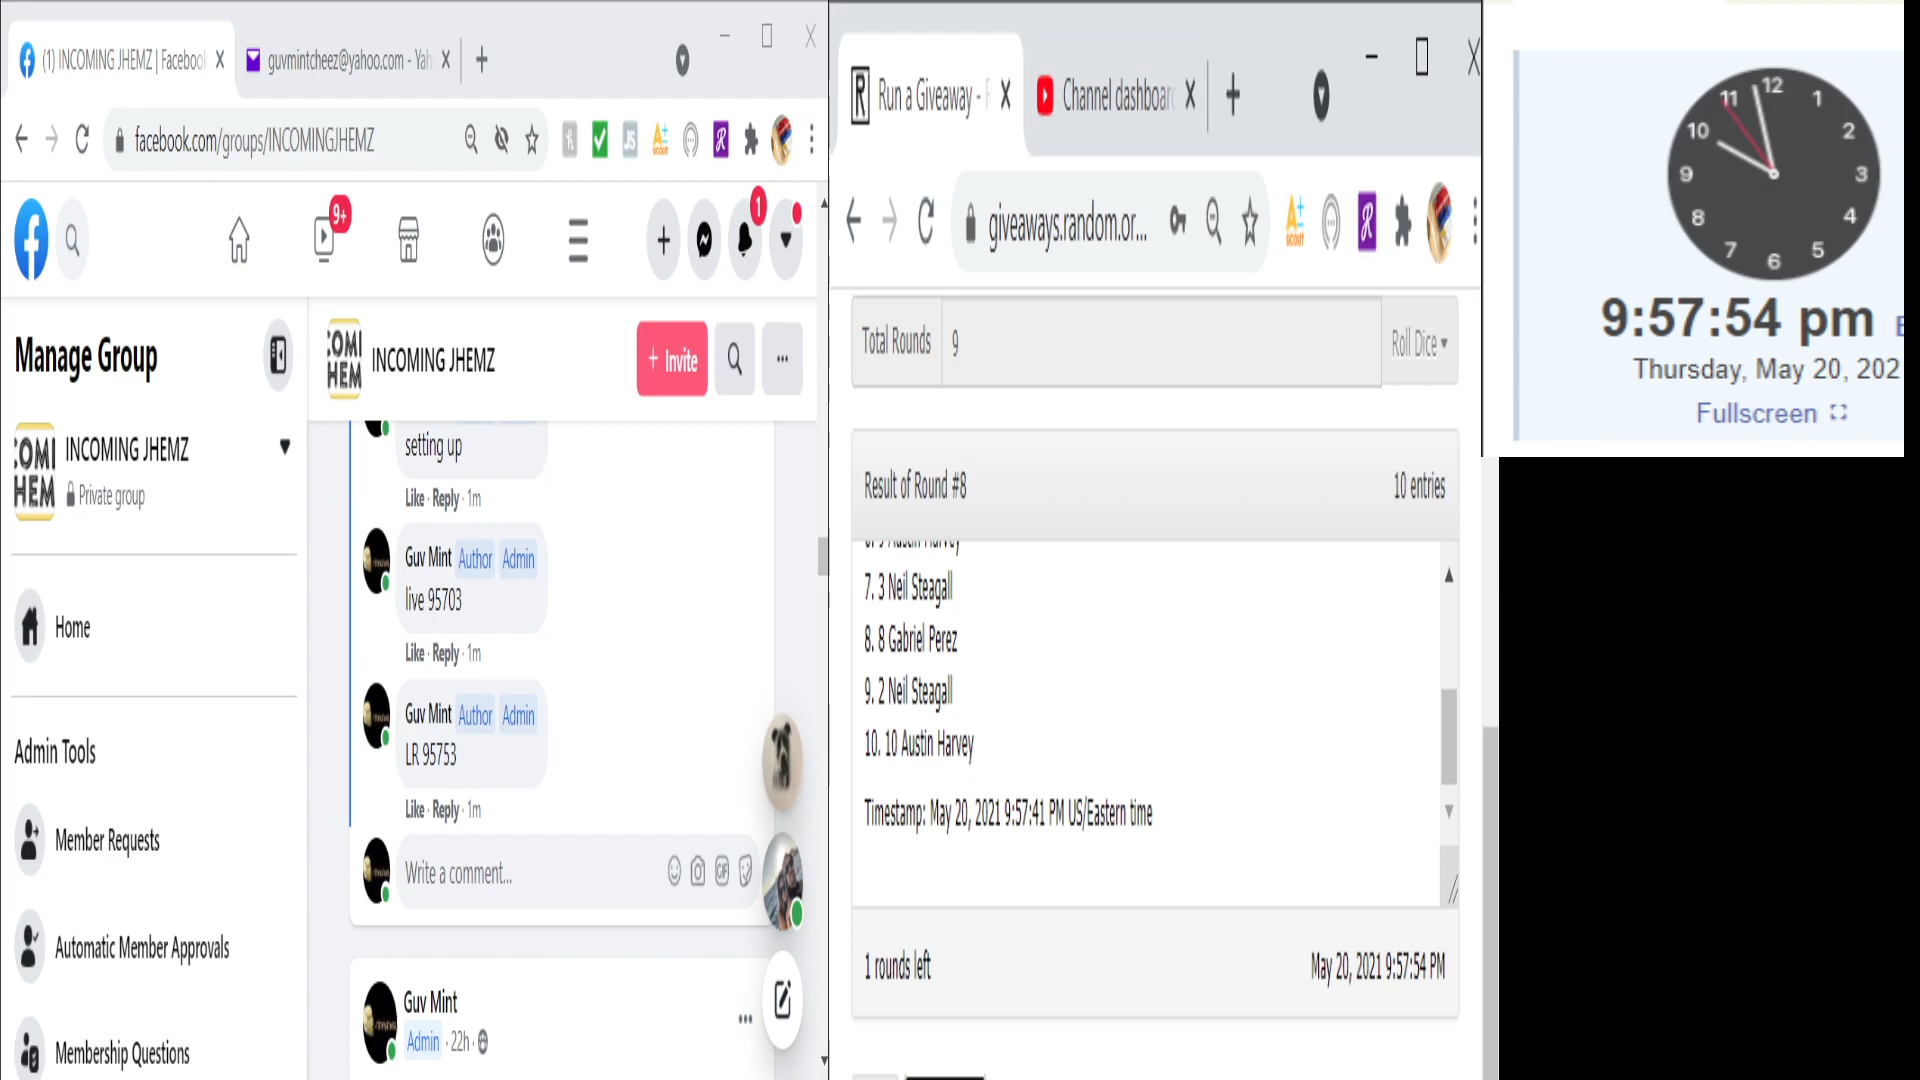 (1) INCOMING JHEMZ | Facebook
guvmintcheez@yahoo.com - Yah
facebook.com/groups/INCOMINGJHEMZ
9+
1
Manage Group
INCOMING JHEMZ
Private group
Home
Admin Tools
Member Requests
Automatic Member Approvals
Membership Questions
COMI
HEM
INCOMING JHEMZ
+ Invite
setting up
Like · Reply · 1m
Guv Mint Author Admin
live 95703
Like · Reply · 1m
Guv Mint Author Admin
LR 95753
Like · Reply · 1m
Write a comment...
Guv Mint
Admin · 22h ·
Run a Giveaway -
Channel dashboar
giveaways.random.or...
Total Rounds
9
Roll Dice
Result of Round #8
10 entries
Austin Harvey
7. 3 Neil Steagall
8. 8 Gabriel Perez
9. 2 Neil Steagall
10. 10 Austin Harvey
Timestamp: May 20, 2021 9:57:41 PM US/Eastern time
1 rounds left
May 20, 2021 9:57:54 PM
12
1
2
3
4
5
6
7
8
9
10
11
9:57:54 pm
Thursday, May 20, 202
Fullscreen